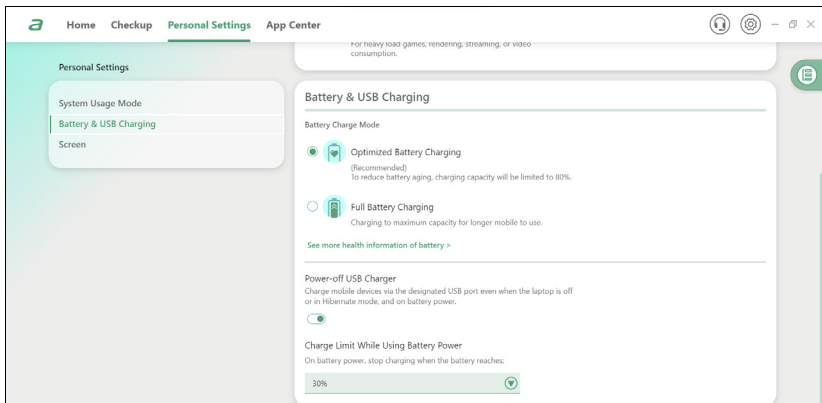 Home Checkup Personal Settings App Center
For heavy load games, rendering, streaming, or video
consumption.
Personal Settings
System Usage Mode
Battery & USB Charging
Screen
Battery & USB Charging
Battery Charge Mode
Optimized Battery Charging
(Recommended)
To reduce battery aging, charging capacity will be limited to 80%.
Full Battery Charging
Charging to maximum capacity for longer mobile to use.
See more health information of battery >
Power-off USB Charger
Charge mobile devices via the designated USB port even when the laptop is off
or in Hibernate mode, and on battery power.
Charge Limit While Using Battery Power
On battery power, stop charging when the battery reaches:
30%